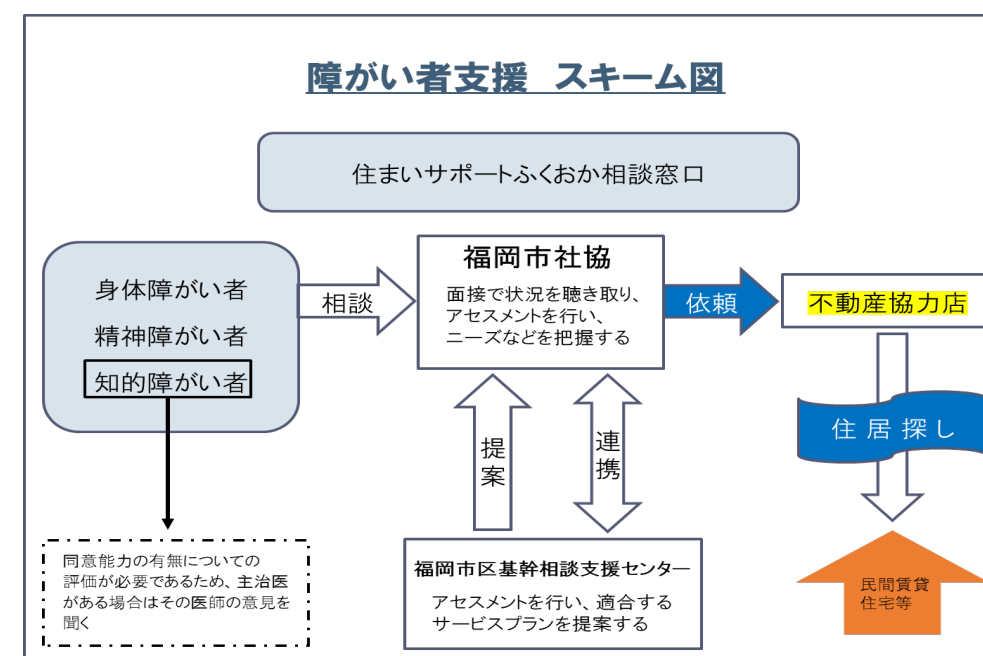 障がい者支援　スキーム図
住まいサポートふくおか相談窓口
身体障がい者
精神障がい者
知的障がい者
相談
福岡市社協
面接で状況を聴き取り、
アセスメントを行い、
ニーズなどを把握する
依頼
不動産協力店
住居探し
提案
連携
同意能力の有無についての
評価が必要であるため、主治医
がある場合はその医師の意見を
聞く
福岡市区基幹相談支援センター
アセスメントを行い、適合する
サービスプランを提案する
民間賃貸
住宅等